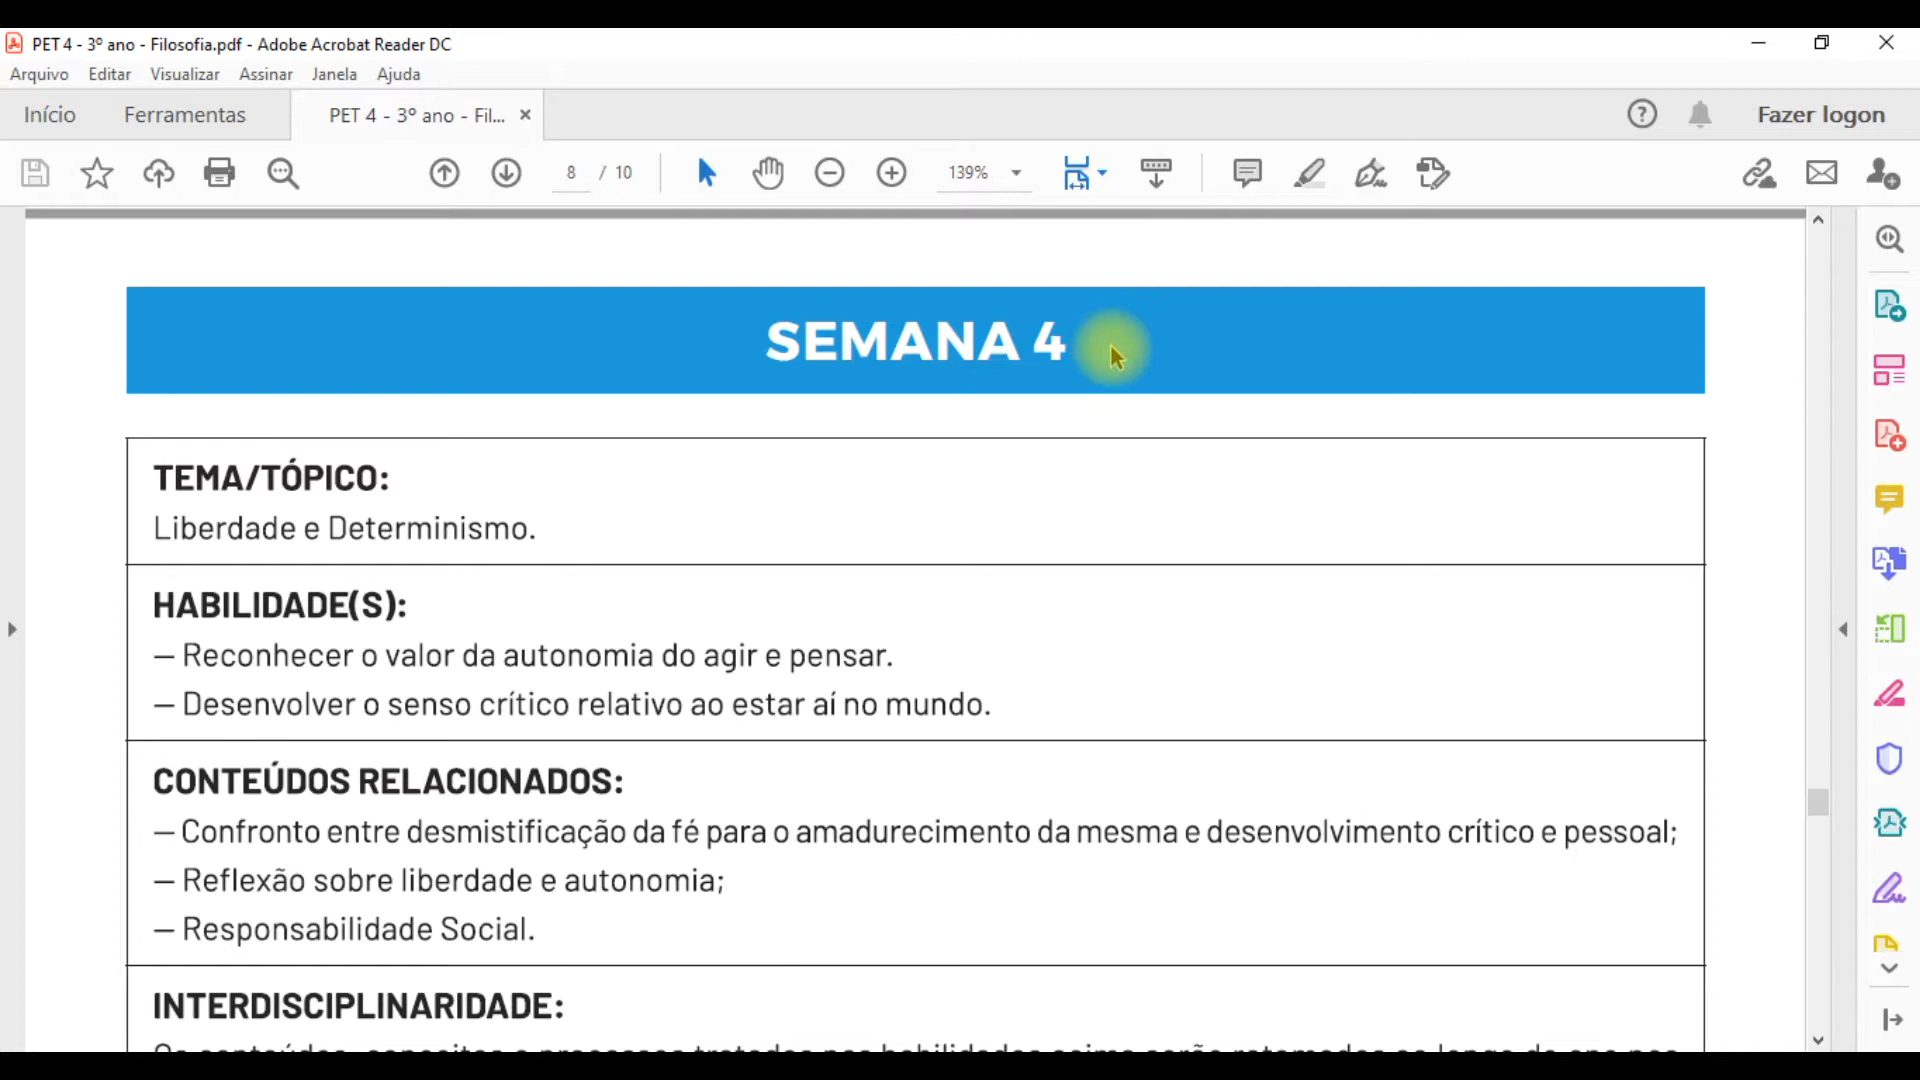 PET 4 - 3º ano - Filosofia.pdf - Adobe Acrobat Reader DC
Arquivo Editar Visualizar Assinar Janela Ajuda
Início Ferramentas PET 4 - 3º ano - Fil... Fazer logon
8 / 10 139%
SEMANA 4
TEMA/TÓPICO:
Liberdade e Determinismo.
HABILIDADE(S):
— Reconhecer o valor da autonomia do agir e pensar.
— Desenvolver o senso crítico relativo ao estar aí no mundo.
CONTEÚDOS RELACIONADOS:
— Confronto entre desmistificação da fé para o amadurecimento da mesma e desenvolvimento crítico e pessoal;
— Reflexão sobre liberdade e autonomia;
— Responsabilidade Social.
INTERDISCIPLINARIDADE: